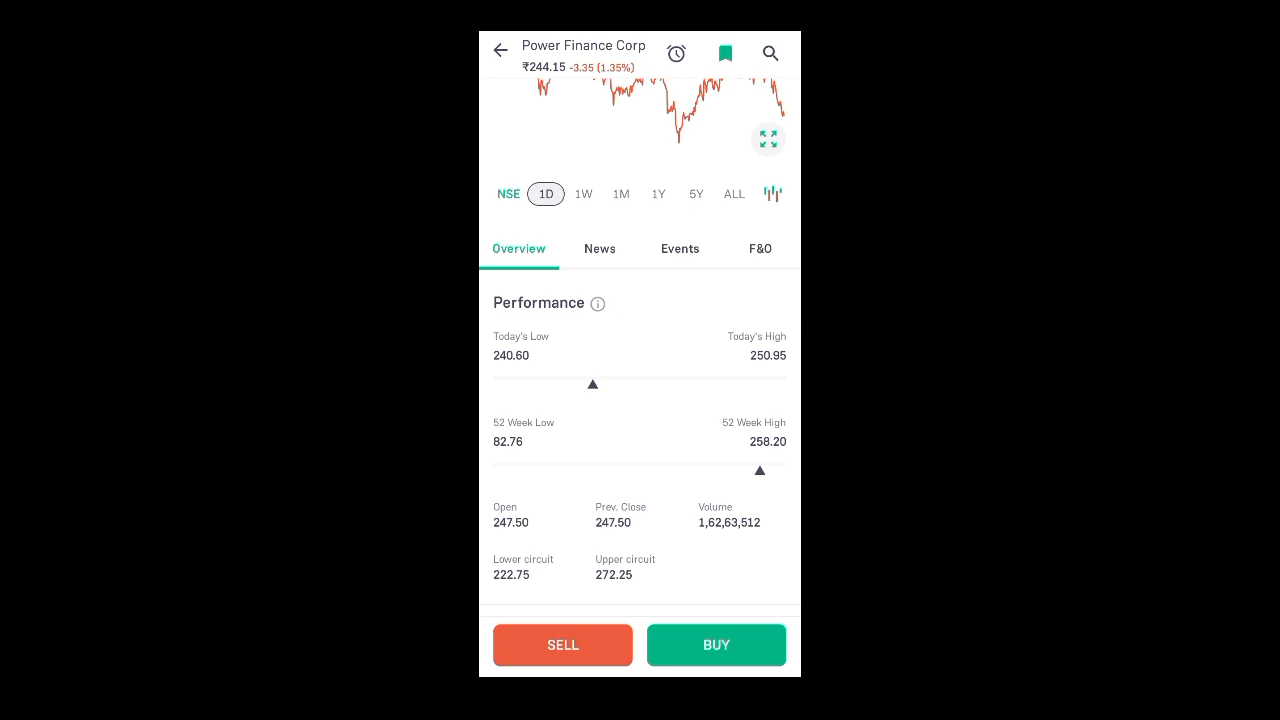 Power Finance Corp
₹244.15 -3.35 (1.35%)
NSE 1D 1W 1M 1Y 5Y ALL
Overview News Events F&O
Performance
Today's Low Today's High
240.60 250.95
52 Week Low 52 Week High
82.76 258.20
Open Prev. Close Volume
247.50 247.50 1,62,63,512
Lower circuit Upper circuit
222.75 272.25
SELL BUY